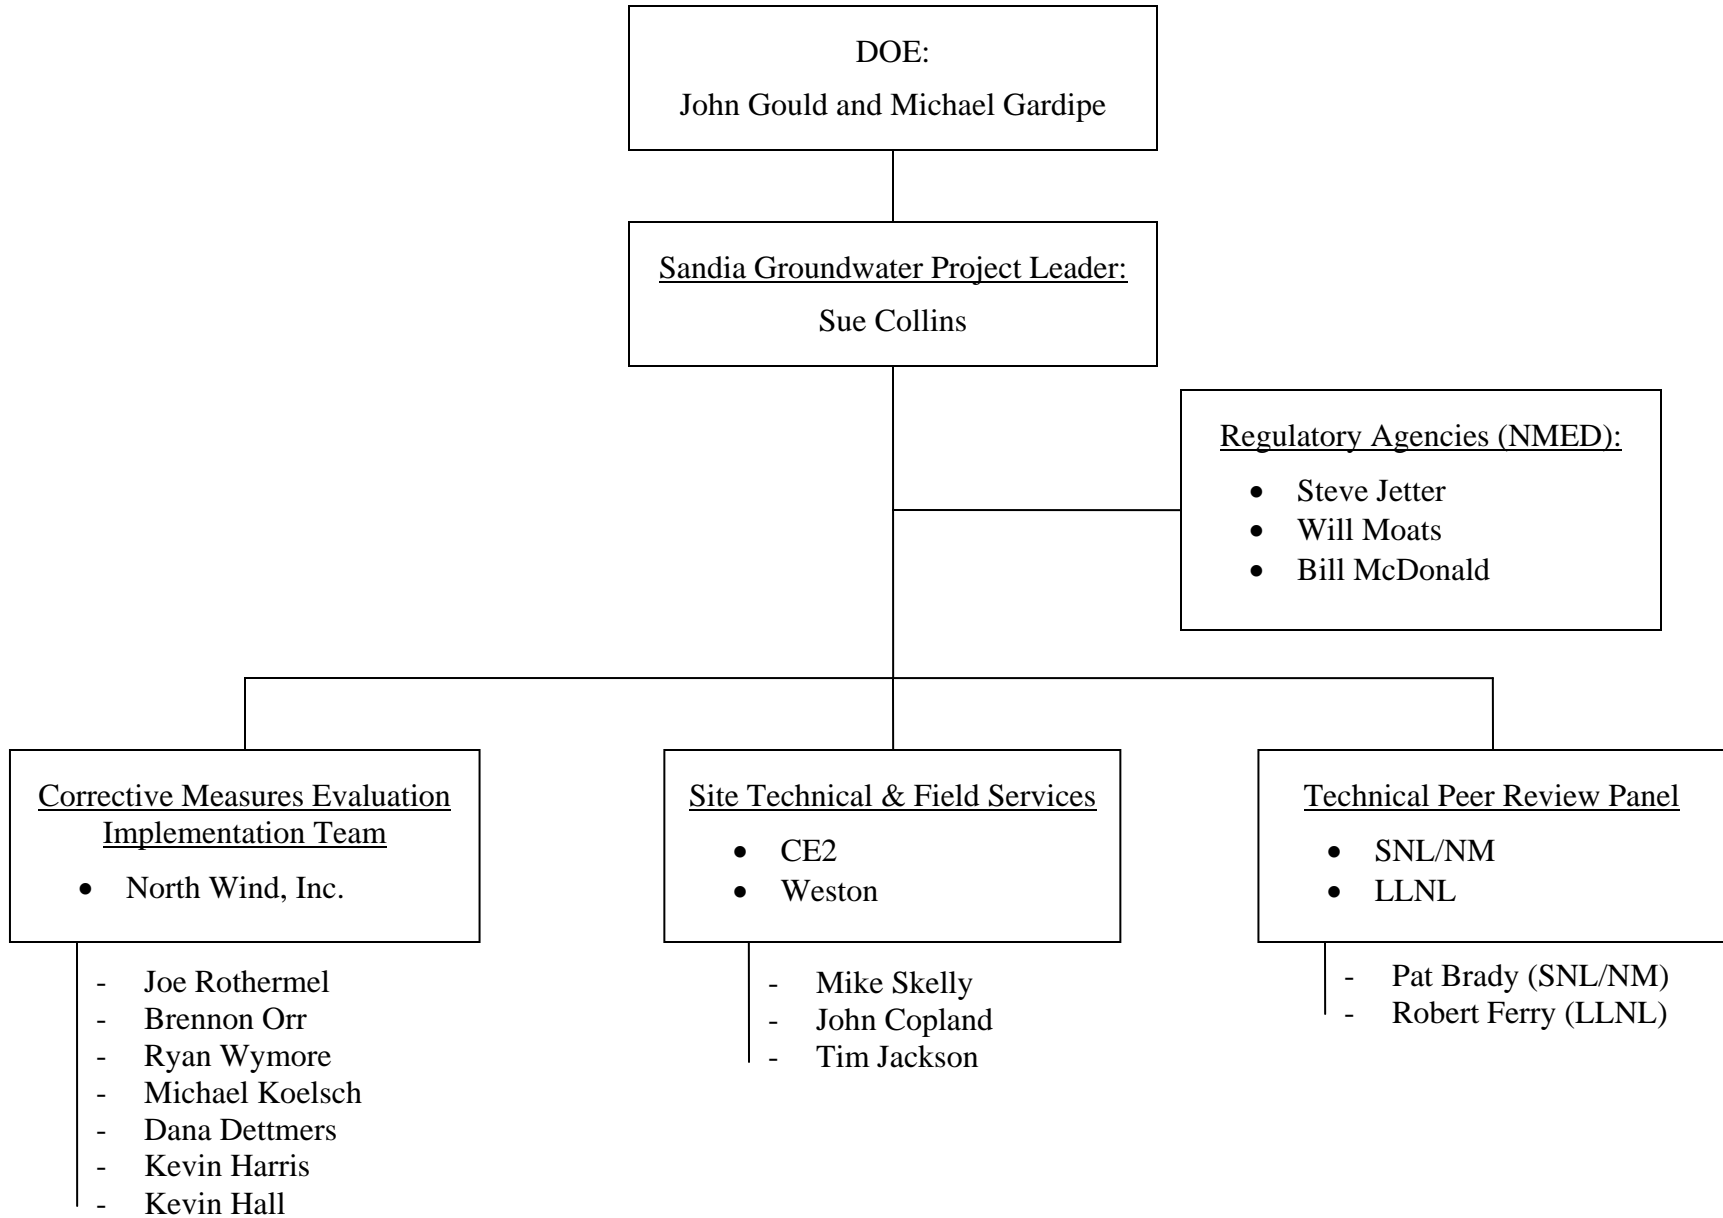 DOE:
John Gould and Michael Gardipe
Sandia Groundwater Project Leader:
Sue Collins
Regulatory Agencies (NMED):
• Steve Jetter
• Will Moats
• Bill McDonald
Corrective Measures Evaluation
Implementation Team
• North Wind, Inc.
- Joe Rothermel
- Brennon Orr
- Ryan Wymore
- Michael Koelsch
- Dana Dettmers
- Kevin Harris
- Kevin Hall
Site Technical & Field Services
• CE2
• Weston
- Mike Skelly
- John Copland
- Tim Jackson
Technical Peer Review Panel
• SNL/NM
• LLNL
- Pat Brady (SNL/NM)
- Robert Ferry (LLNL)